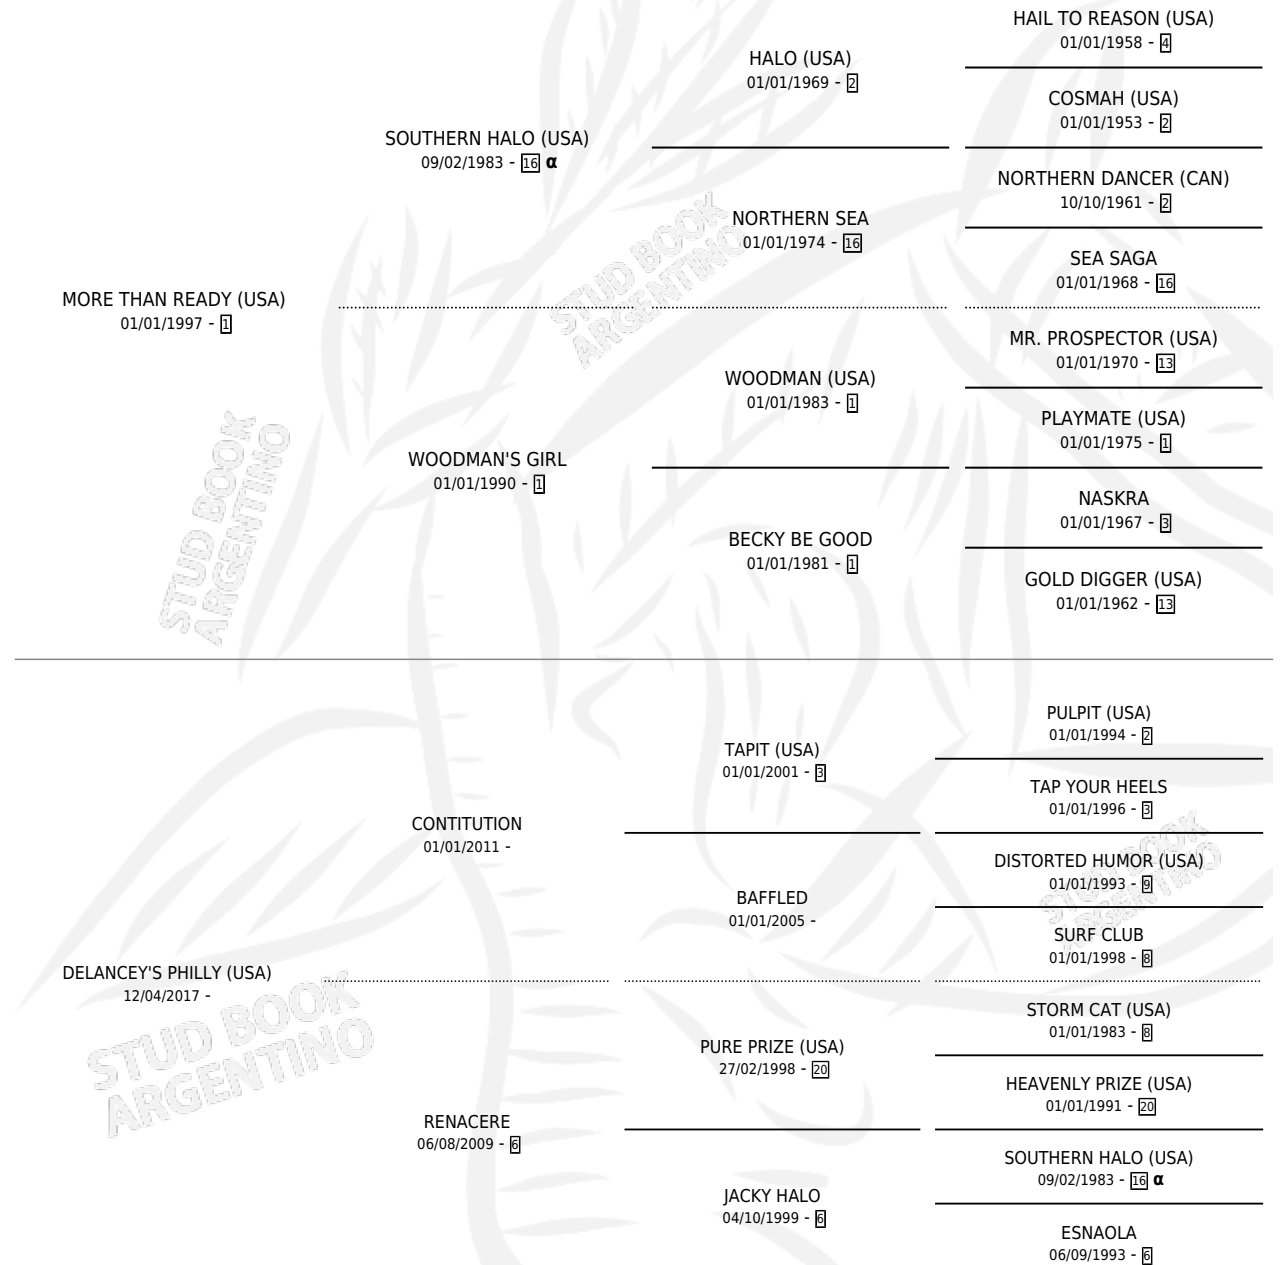 HAIL TO REASON (USA)
01/01/1958 - 4
HALO (USA)
01/01/1969 - 2
COSMAH (USA)
01/01/1953 - 2
SOUTHERN HALO (USA)
09/02/1983 - 16 α
NORTHERN DANCER (CAN)
10/10/1961 - 2
NORTHERN SEA
01/01/1974 - 16
SEA SAGA
01/01/1968 - 16
MORE THAN READY (USA)
01/01/1997 - 1
MR. PROSPECTOR (USA)
01/01/1970 - 13
WOODMAN (USA)
01/01/1983 - 1
PLAYMATE (USA)
01/01/1975 - 1
WOODMAN'S GIRL
01/01/1990 - 1
NASKRA
01/01/1967 - 3
BECKY BE GOOD
01/01/1981 - 1
GOLD DIGGER (USA)
01/01/1962 - 13
PULPIT (USA)
01/01/1994 - 2
TAPIT (USA)
01/01/2001 - 3
TAP YOUR HEELS
01/01/1996 - 3
CONTITUTION
01/01/2011 -
DISTORTED HUMOR (USA)
01/01/1993 - 9
BAFFLED
01/01/2005 -
SURF CLUB
01/01/1998 - 8
DELANCEY'S PHILLY (USA)
12/04/2017 -
STORM CAT (USA)
01/01/1983 - 8
PURE PRIZE (USA)
27/02/1998 - 20
HEAVENLY PRIZE (USA)
01/01/1991 - 20
RENACERE
06/08/2009 - 6
SOUTHERN HALO (USA)
09/02/1983 - 16 α
JACKY HALO
04/10/1999 - 6
ESNAOLA
06/09/1993 - 6
STUD BOOK
ARGENTINO
STUD BOOK
ARGENTINO
STUD BOOK
ARGENTINO
STUD BOOK
ARGENTINO